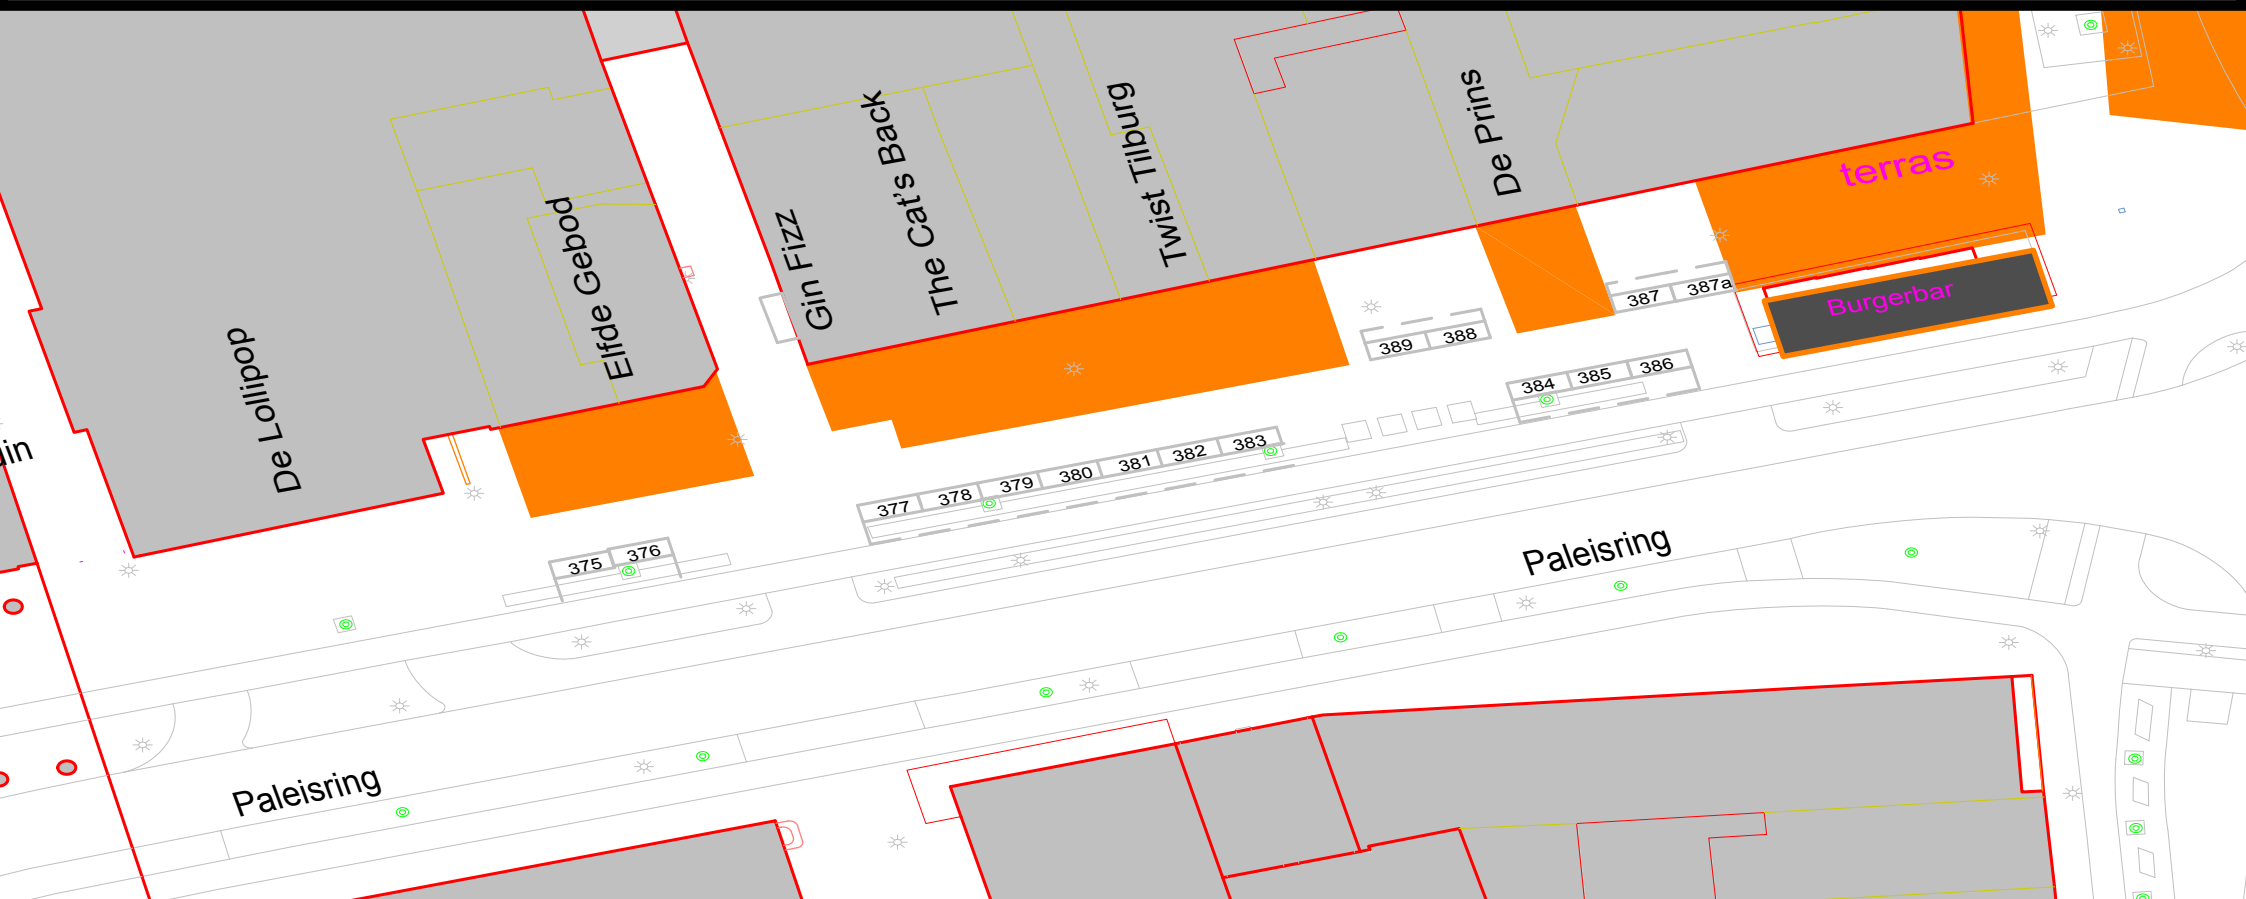 De Lollipop
Elfde Gebod
Gin Fizz
The Cat's Back
Twist Tilburg
De Prins
terras
Burgerbar
387
387a
389
388
384
385
386
377
378
379
380
381
382
383
375
376
Paleisring
Paleisring